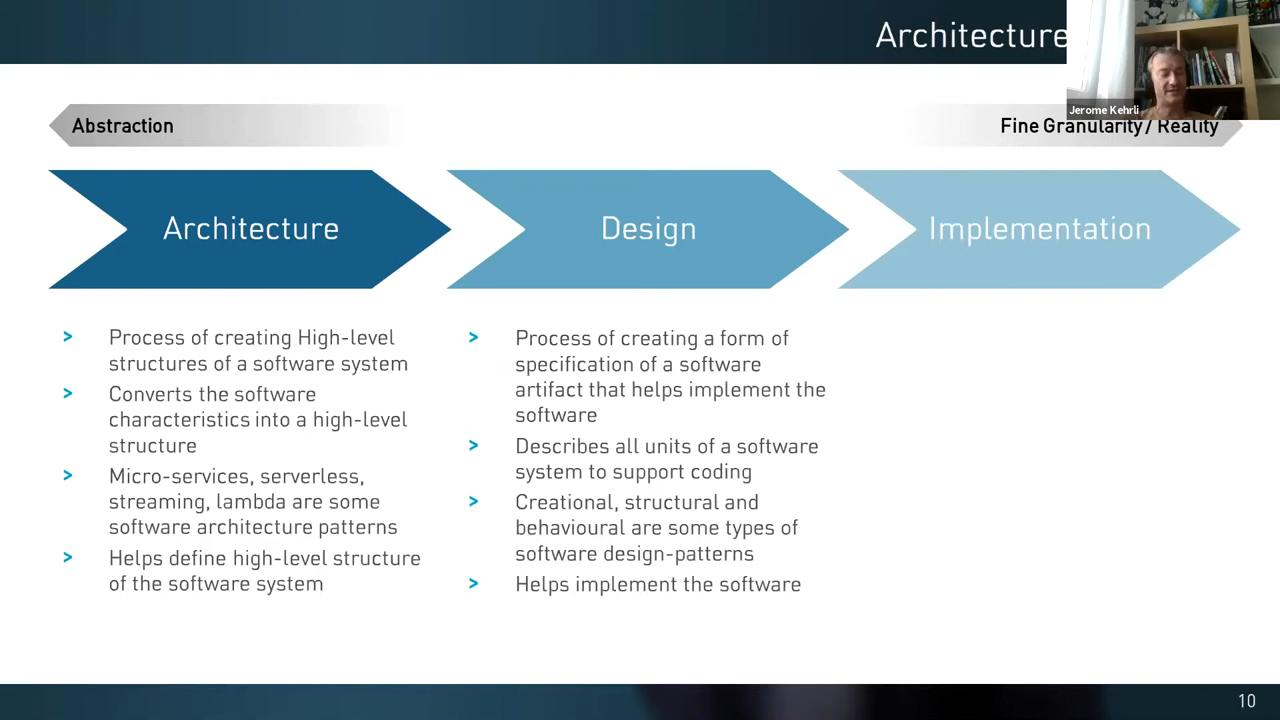 Architecture
Jerome Kehrli
Abstraction
Fine Granularity / Reality
Architecture
Design
Implementation
> Process of creating High-level
structures of a software system
> Converts the software
characteristics into a high-level
structure
> Micro-services, serverless,
streaming, lambda are some
software architecture patterns
> Helps define high-level structure
of the software system
> Process of creating a form of
specification of a software
artifact that helps implement the
software
> Describes all units of a software
system to support coding
> Creational, structural and
behavioural are some types of
software design-patterns
> Helps implement the software
10